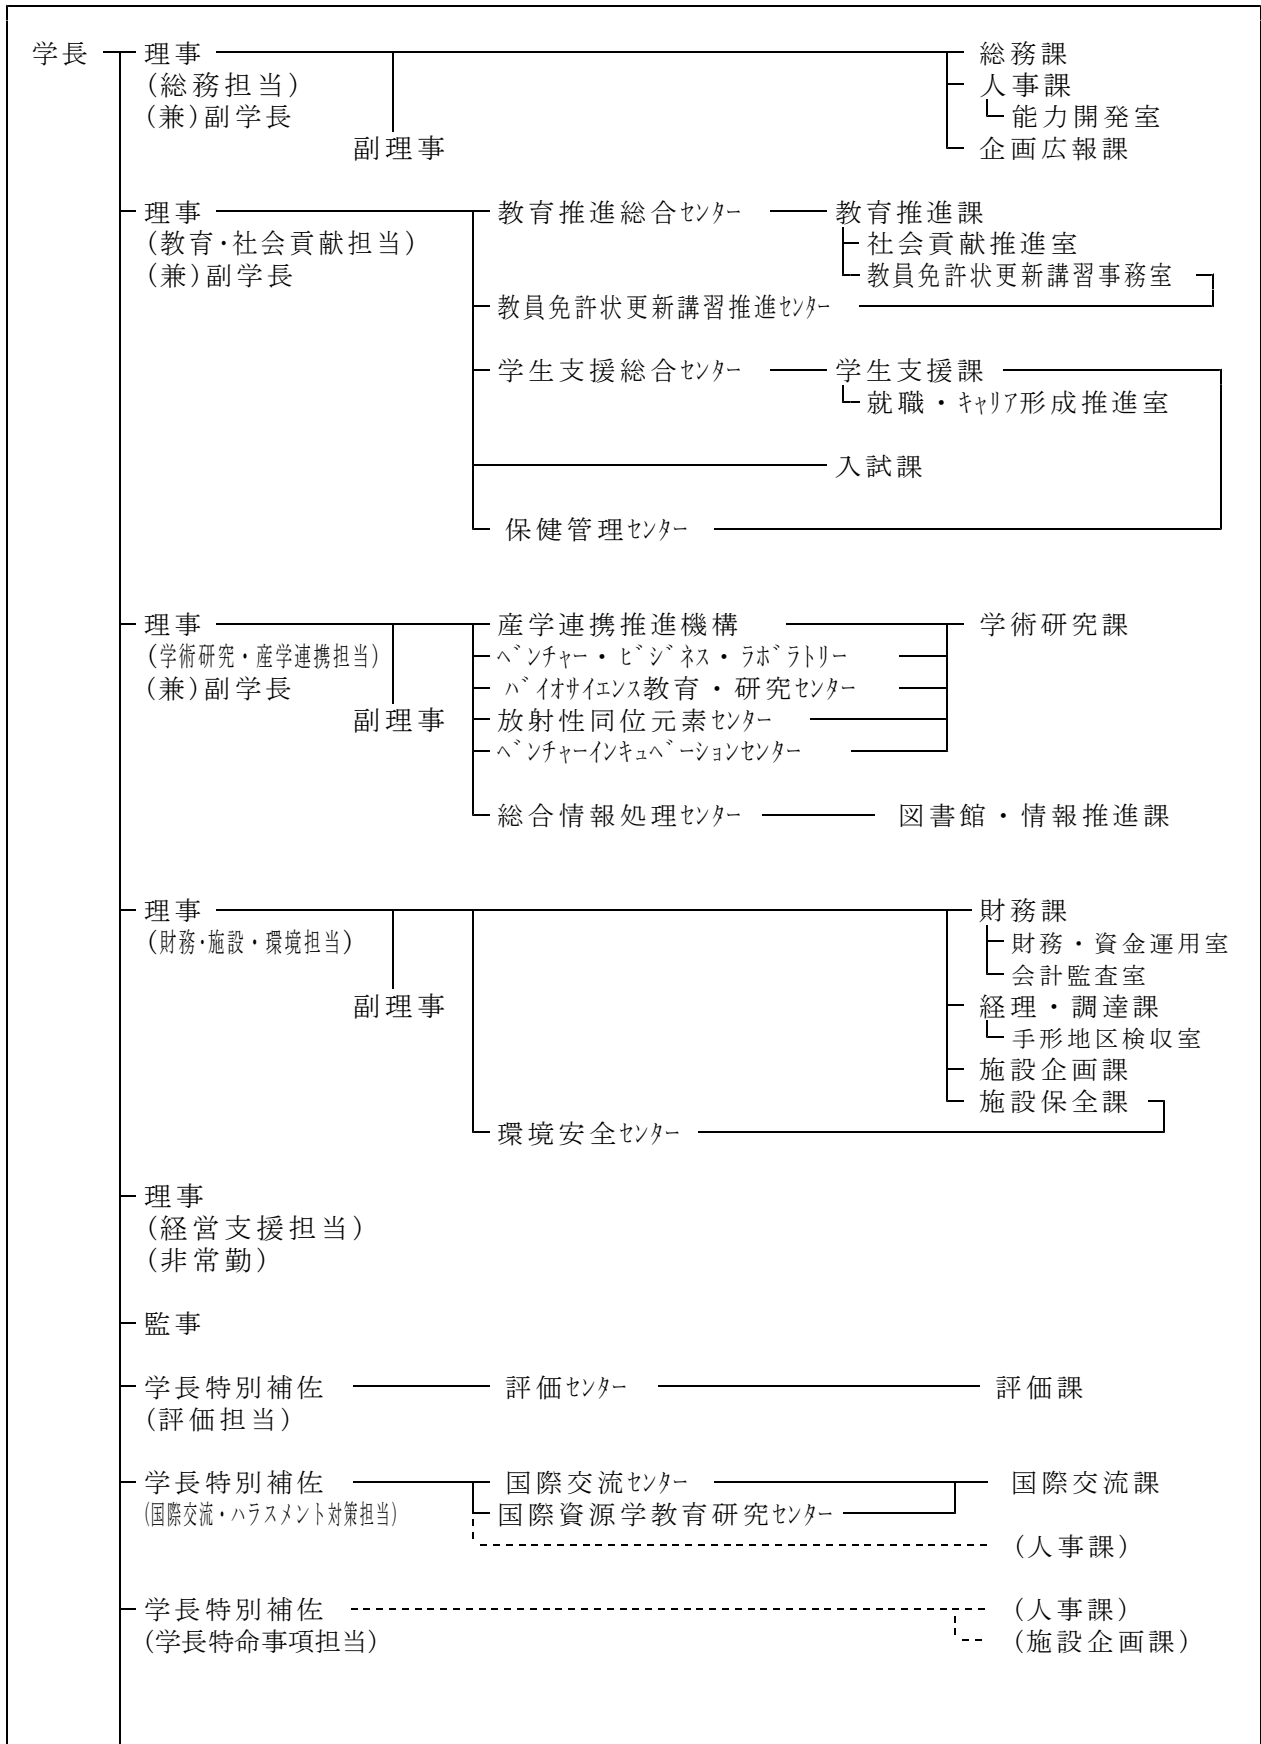 学長 理事 総務課
(総務担当) 人事課
(兼)副学長 能力開発室
副理事 企画広報課
理事 教育推進総合センター 教育推進課
(教育・社会貢献担当) 社会貢献推進室
(兼)副学長 教員免許状更新講習事務室
教員免許状更新講習推進センター
学生支援総合センター 学生支援課
就職・キャリア形成推進室
入試課
保健管理センター
理事 産学連携推進機構 学術研究課
(学術研究・産学連携担当) ベンチャー・ビジネス・ラボラトリー
(兼)副学長 バイオサイエンス教育・研究センター
副理事 放射性同位元素センター
ベンチャーインキュベーションセンター
総合情報処理センター 図書館・情報推進課
理事 財務課
(財務・施設・環境担当) 財務・資金運用室
会計監査室
副理事 経理・調達課
手形地区検収室
施設企画課
施設保全課
環境安全センター
理事
(経営支援担当)
(非常勤)
監事
学長特別補佐 評価センター 評価課
(評価担当)
学長特別補佐 国際交流センター 国際交流課
(国際交流・ハラスメント対策担当) 国際資源学教育研究センター
(人事課)
学長特別補佐 (人事課)
(学長特命事項担当) (施設企画課)